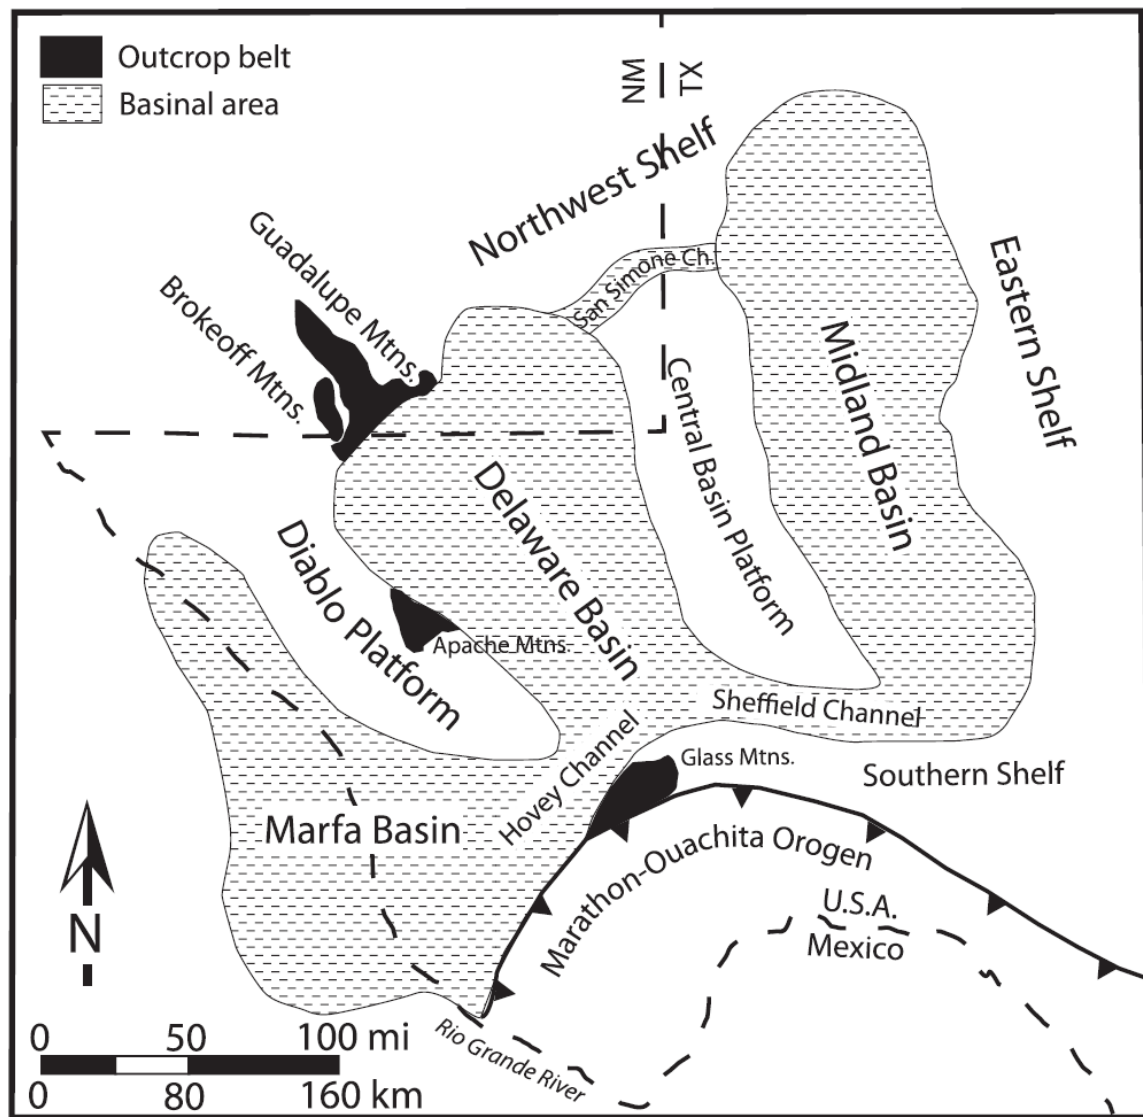 Outcrop belt
Basinal area
NM
TX
Northwest Shelf
Guadalupe Mtns.
Brokeoff Mtns.
San Simone Ch.
Eastern Shelf
Midland Basin
Central Basin Platform
Delaware Basin
Diablo Platform
Apache Mtns.
Sheffield Channel
Hovey Channel
Glass Mtns.
Southern Shelf
Marfa Basin
Marathon-Ouachita Orogen
U.S.A.
Mexico
N
Rio Grande River
0 50 100 mi
0 80 160 km